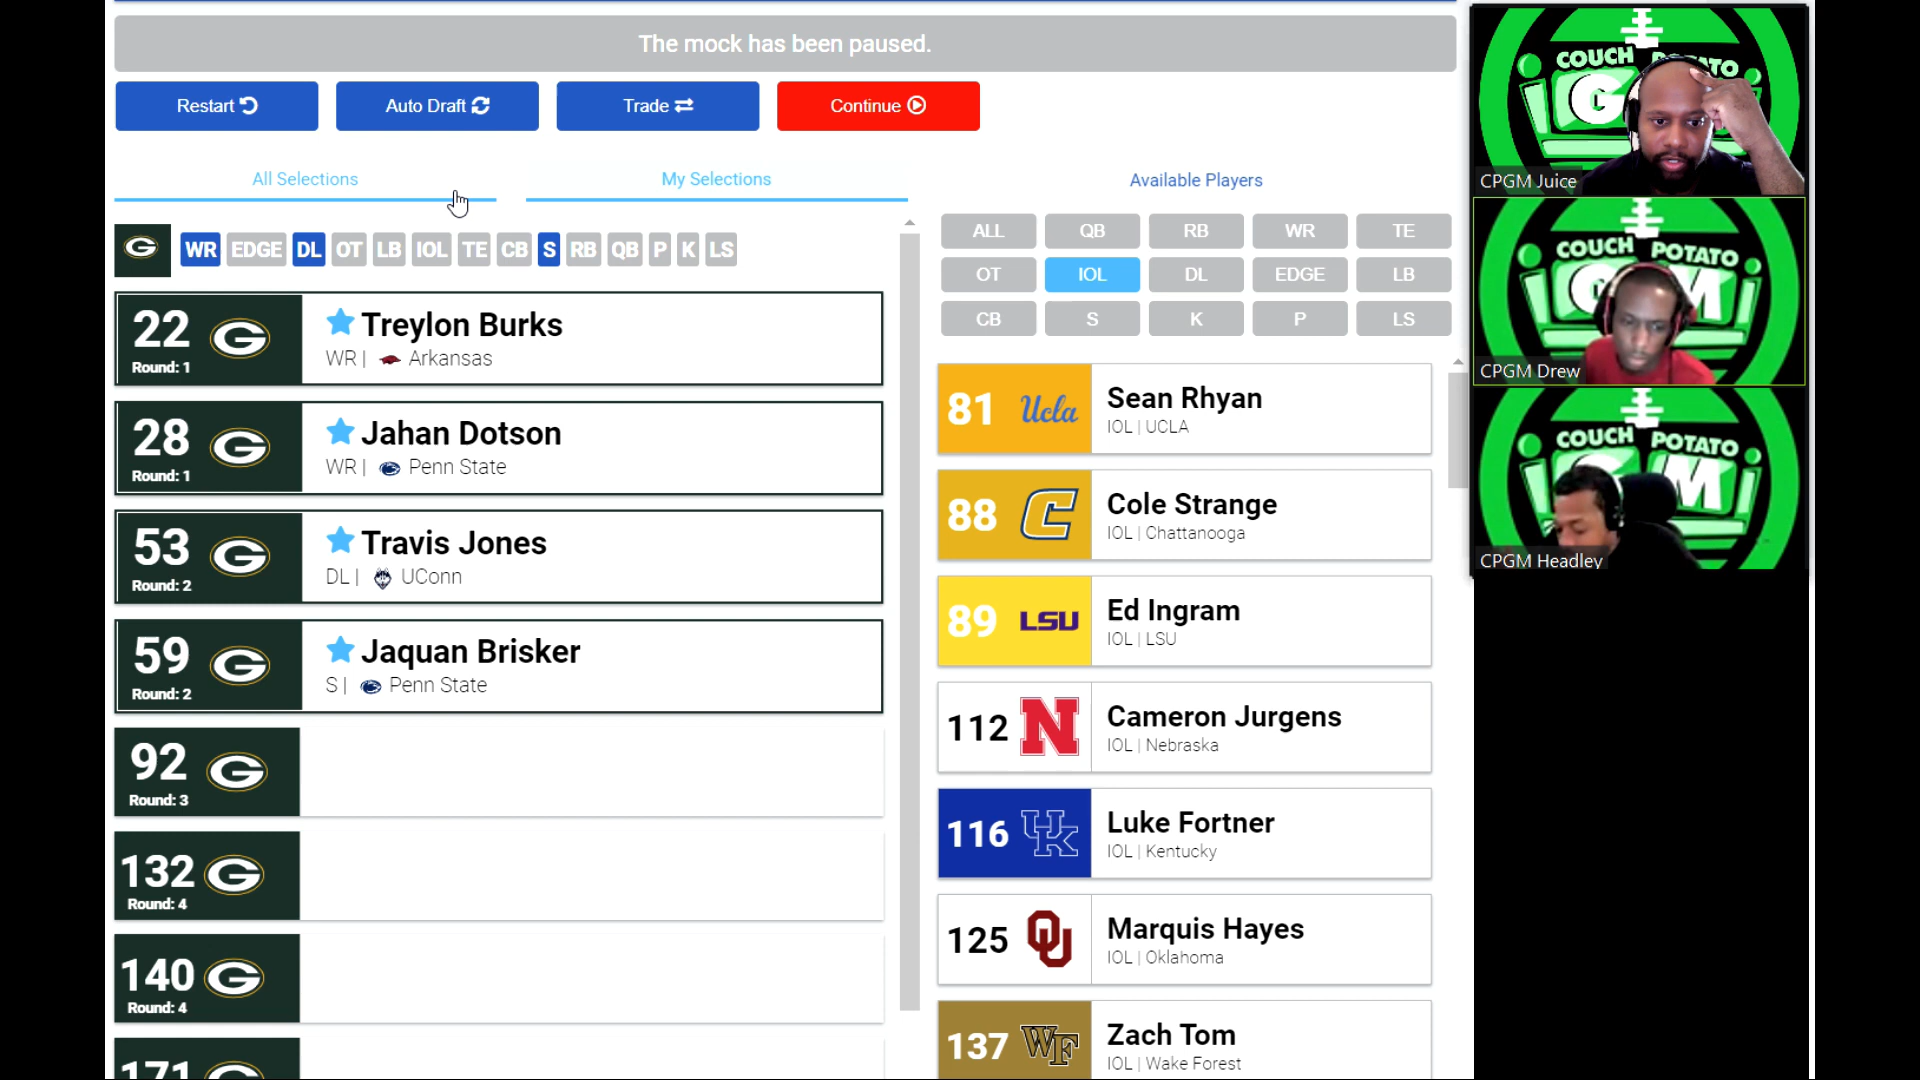 The mock has been paused.
Restart
Auto Draft
Trade
Continue
All Selections
My Selections
Available Players
G
WR EDGE DL OT LB IOL TE CB S RB QB P K LS
22
Round: 1
G
Treylon Burks
WR | Arkansas
28
Round: 1
G
Jahan Dotson
WR | Penn State
53
Round: 2
G
Travis Jones
DL | UConn
59
Round: 2
G
Jaquan Brisker
S | Penn State
92
Round: 3
G
132
Round: 4
G
140
Round: 4
G
171
G
ALL QB RB WR TE
OT IOL DL EDGE LB
CB S K P LS
81
Ucla
Sean Rhyan
IOL | UCLA
88
C
Cole Strange
IOL | Chattanooga
89
LSU
Ed Ingram
IOL | LSU
112
N
Cameron Jurgens
IOL | Nebraska
116
UK
Luke Fortner
IOL | Kentucky
125
OU
Marquis Hayes
IOL | Oklahoma
137
WF
Zach Tom
IOL | Wake Forest
COUCH
G
CPGM Juice
COUCH POTATO
CPGM Drew
COUCH POTATO
CPGM Headley